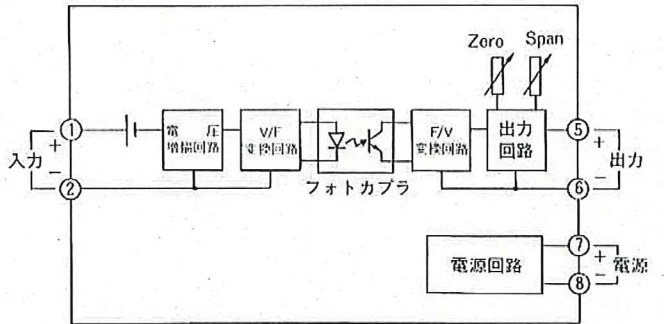 Zero Span
① 電圧 V/F F/V 出力 ⑤
+ 増幅回路 変換回路 変換回路 回路 +
入力 出力
− −
② フォトカプラ ⑥
⑦
電源回路 + 電源
−
⑧